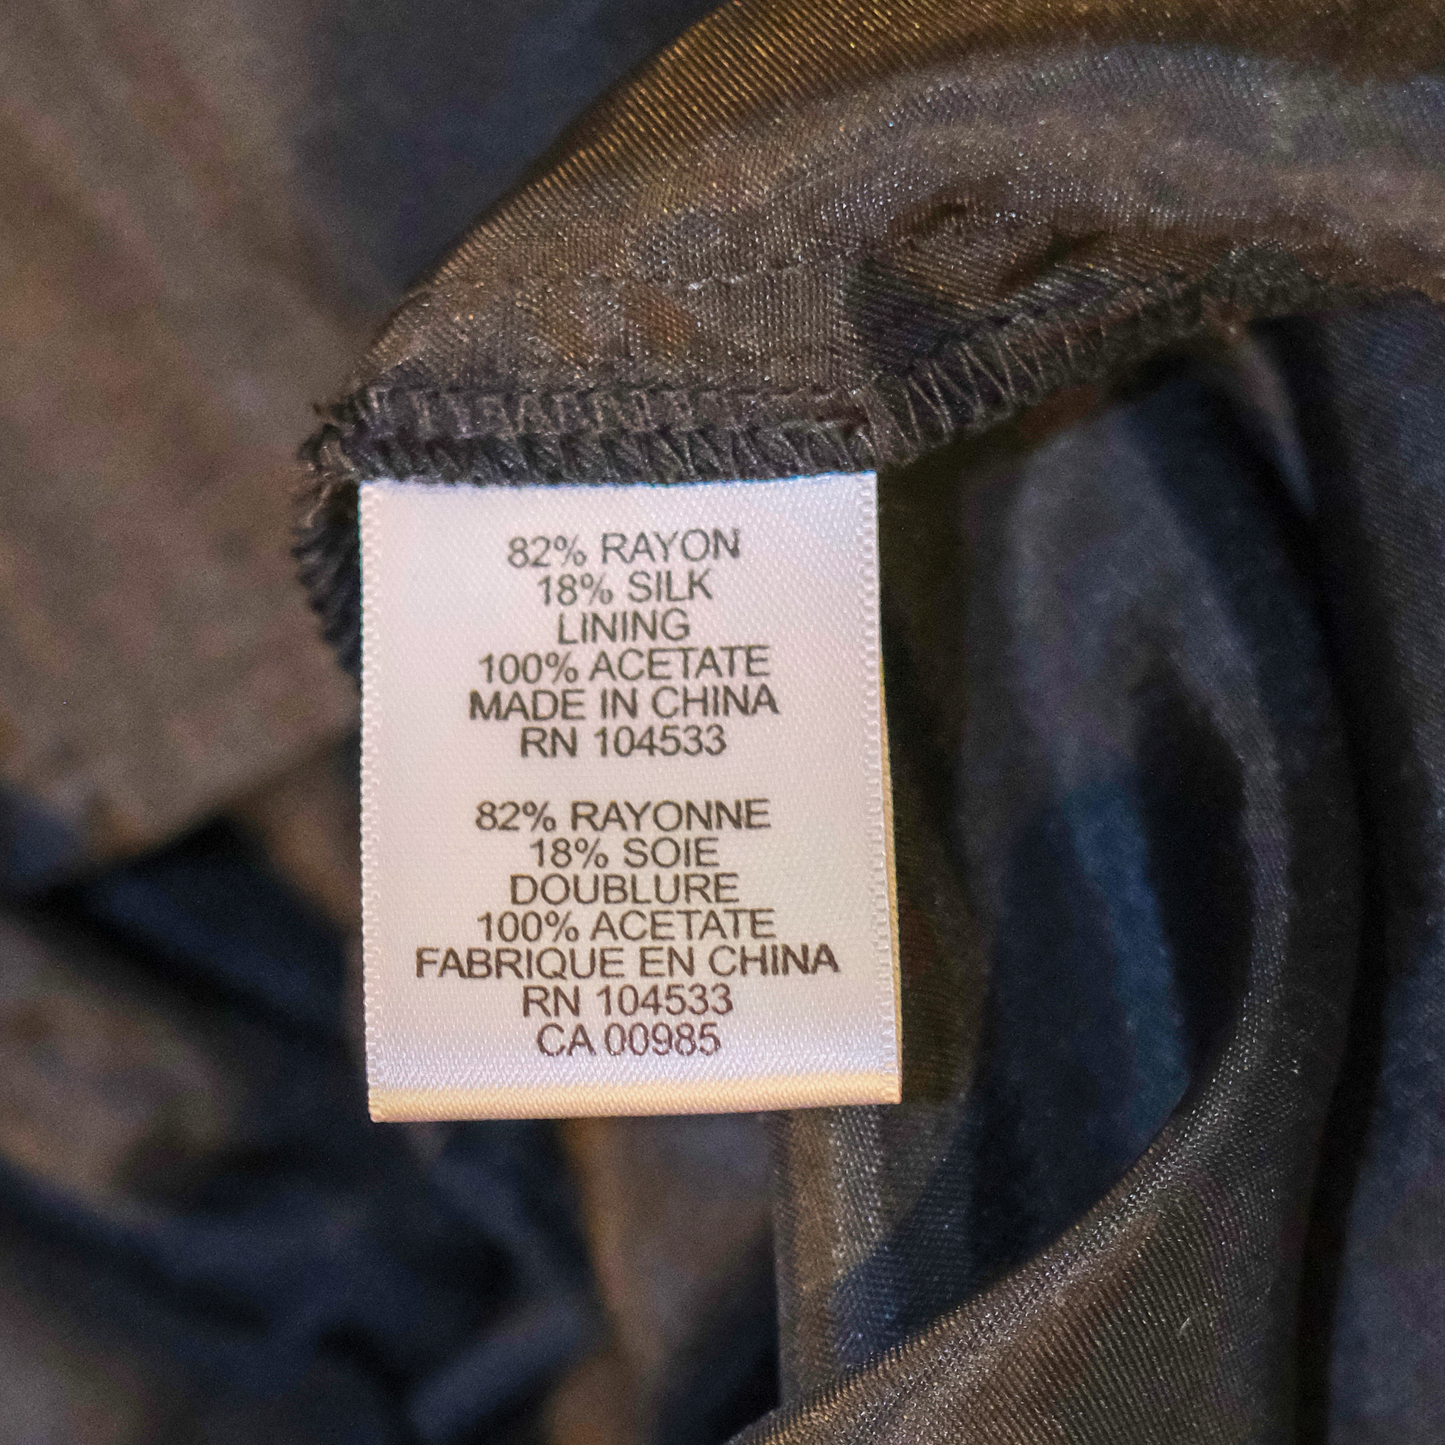 82% RAYON
18% SILK
LINING
100% ACETATE
MADE IN CHINA
RN 104533
82% RAYONNE
18% SOIE
DOUBLURE
100% ACETATE
FABRIQUE EN CHINA
RN 104533
CA 00985